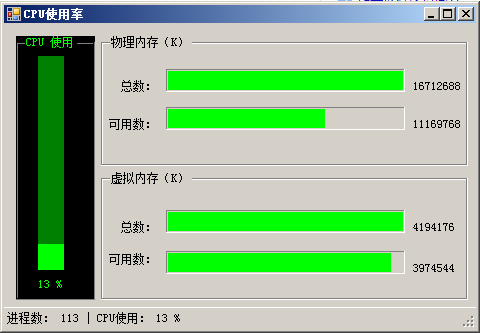 CPU使用率
CPU 使用
13 %
物理内存（K）
总数： 16712688
可用数： 11169768
虚拟内存（K）
总数： 4194176
可用数： 3974544
进程数： 113 | CPU使用： 13 %